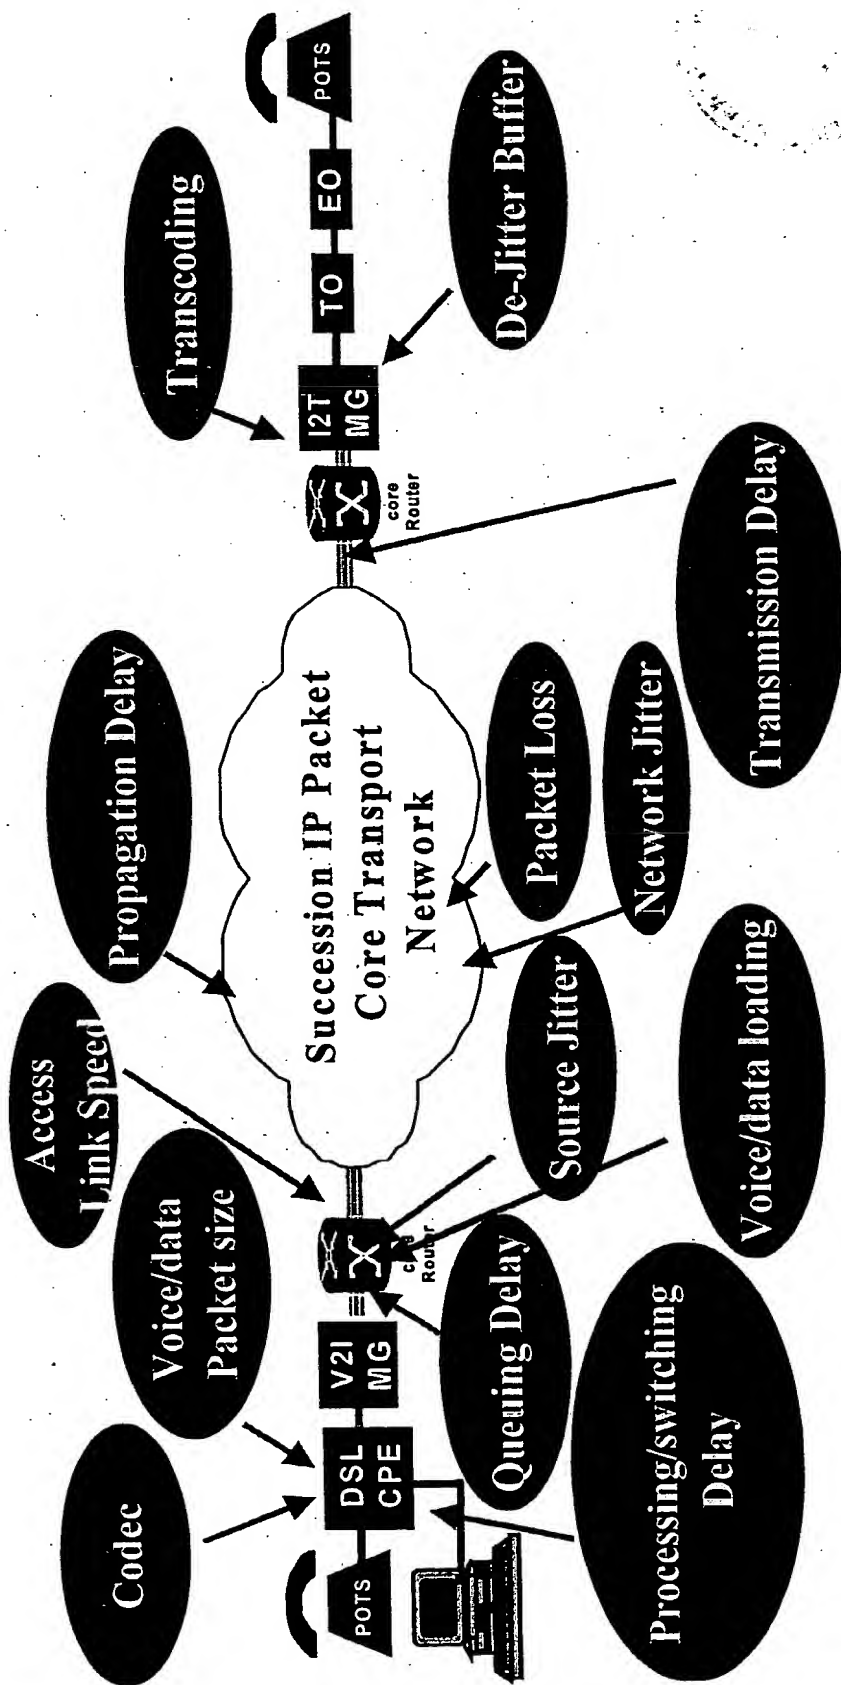 Codec
Voice/data
Packet size
Access
Link Speed
Propagation Delay
Transcoding
POTS
DSL
CPE
V2I
MG
core
Router
Succession IP Packet
Core Transport
Network
core
Router
I2T
MG
TO
EO
POTS
Queuing Delay
Source Jitter
Packet Loss
Network Jitter
De-Jitter Buffer
Processing/switching
Delay
Voice/data loading
Transmission Delay